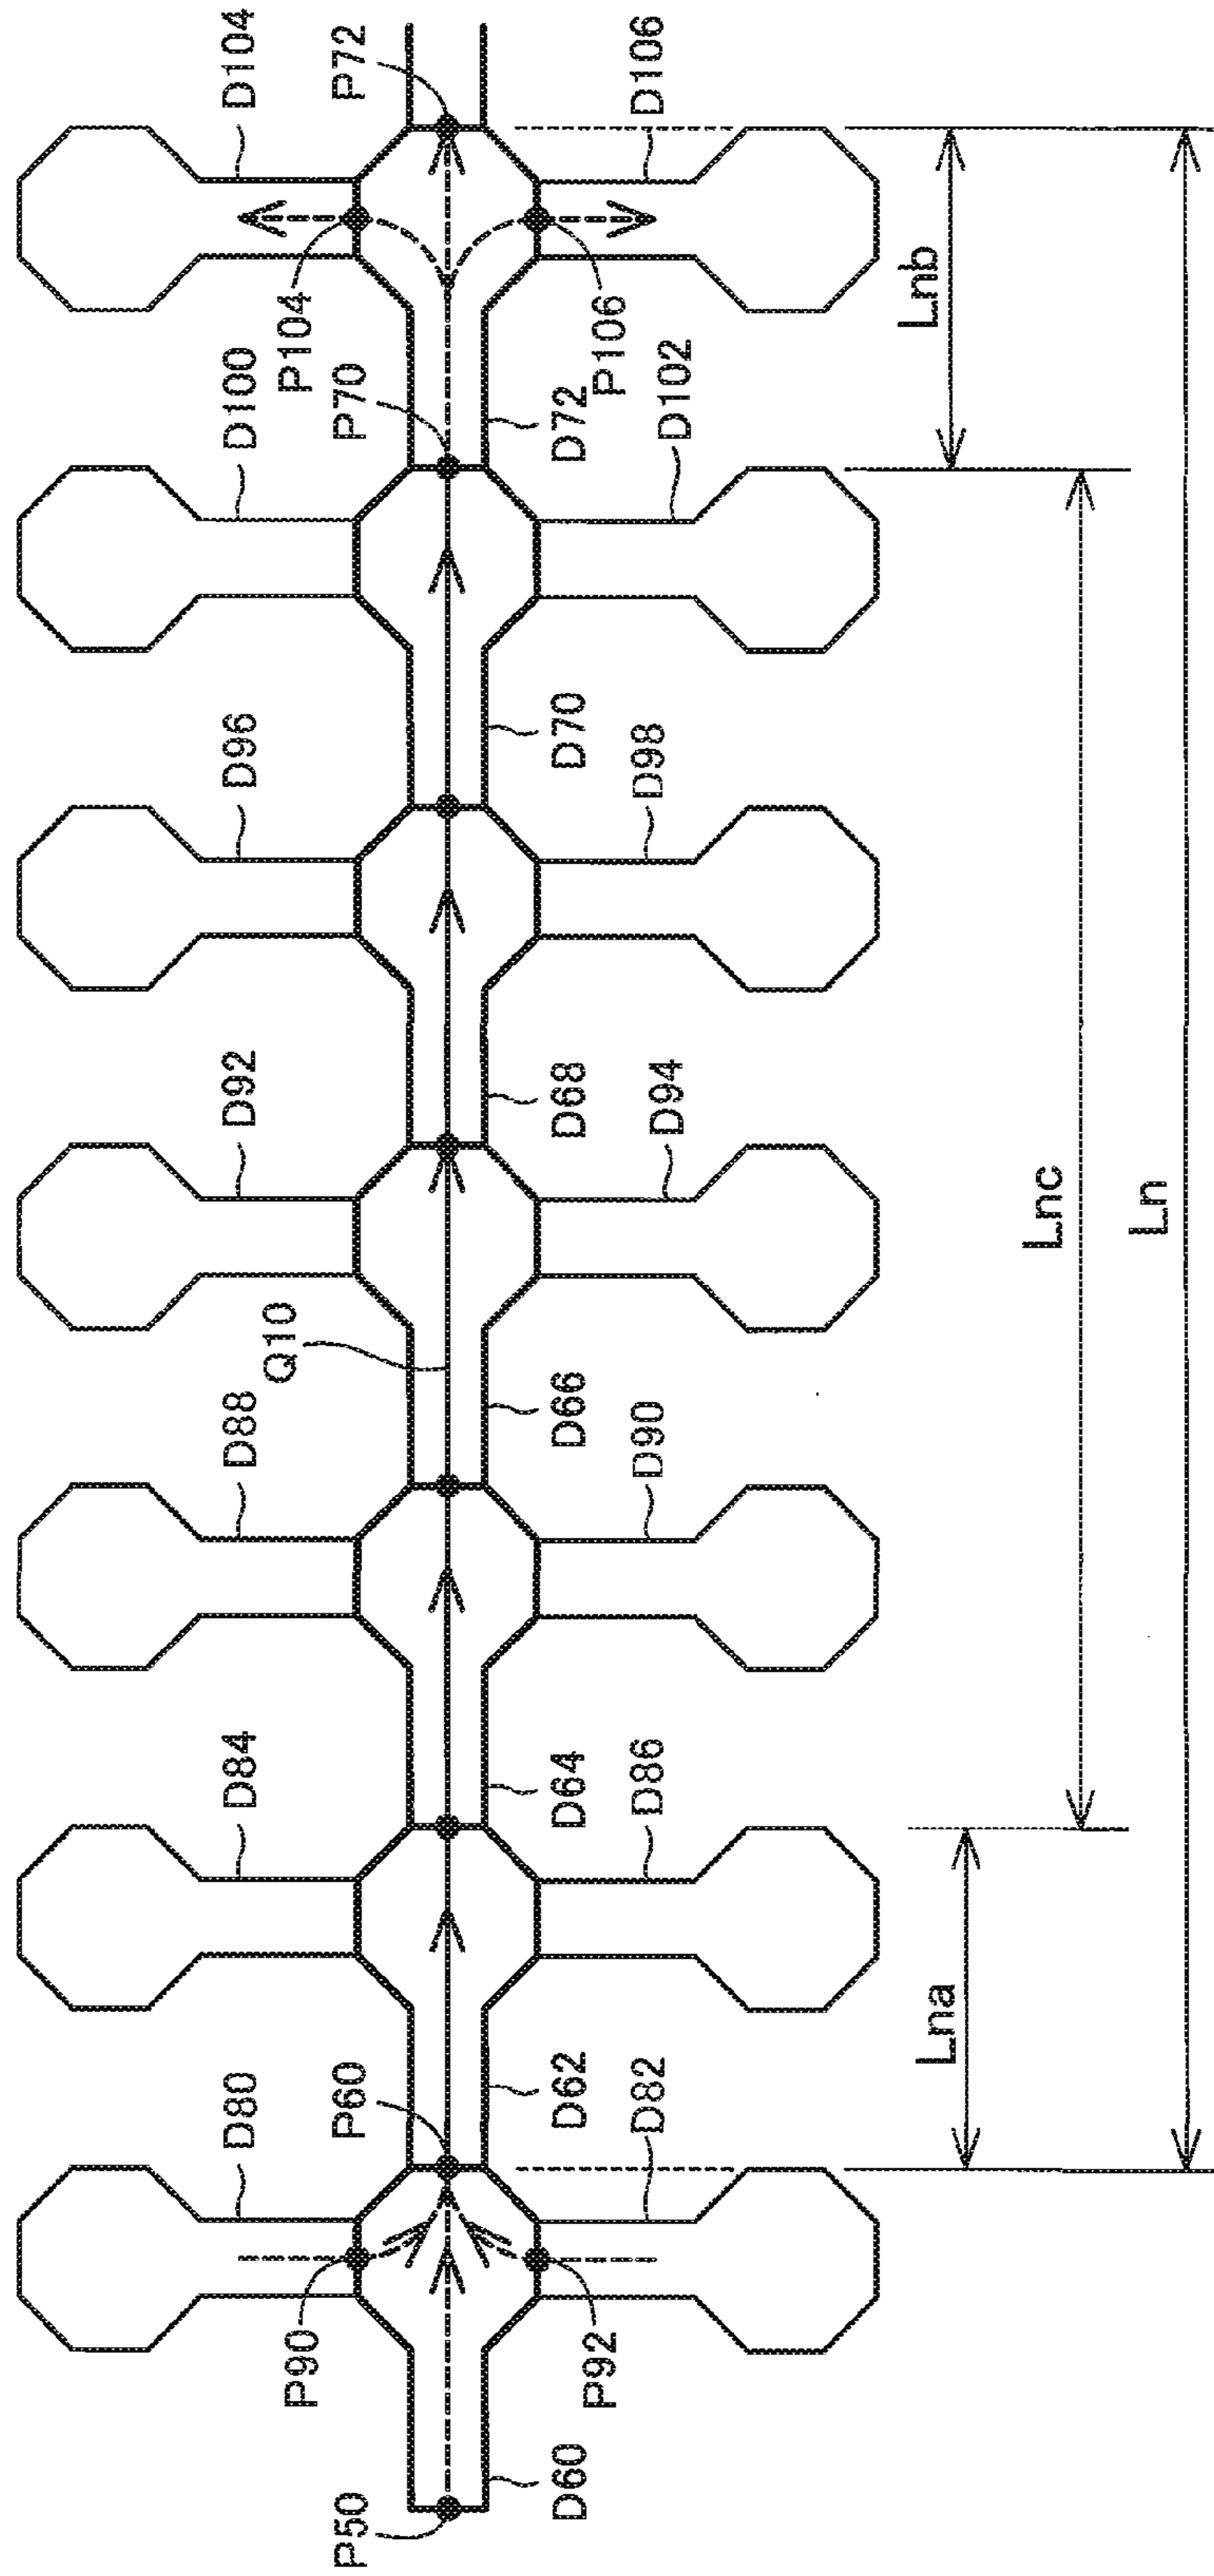 D104
P72
D106
P104
P106
Lnb
D100
P70
D72
D102
D96
D70
D98
D92
D68
D94
Lnc
Ln
Q10
D88
D66
D90
D84
D64
D86
Lna
D80
P60
D62
D82
P90
P92
P50
D60